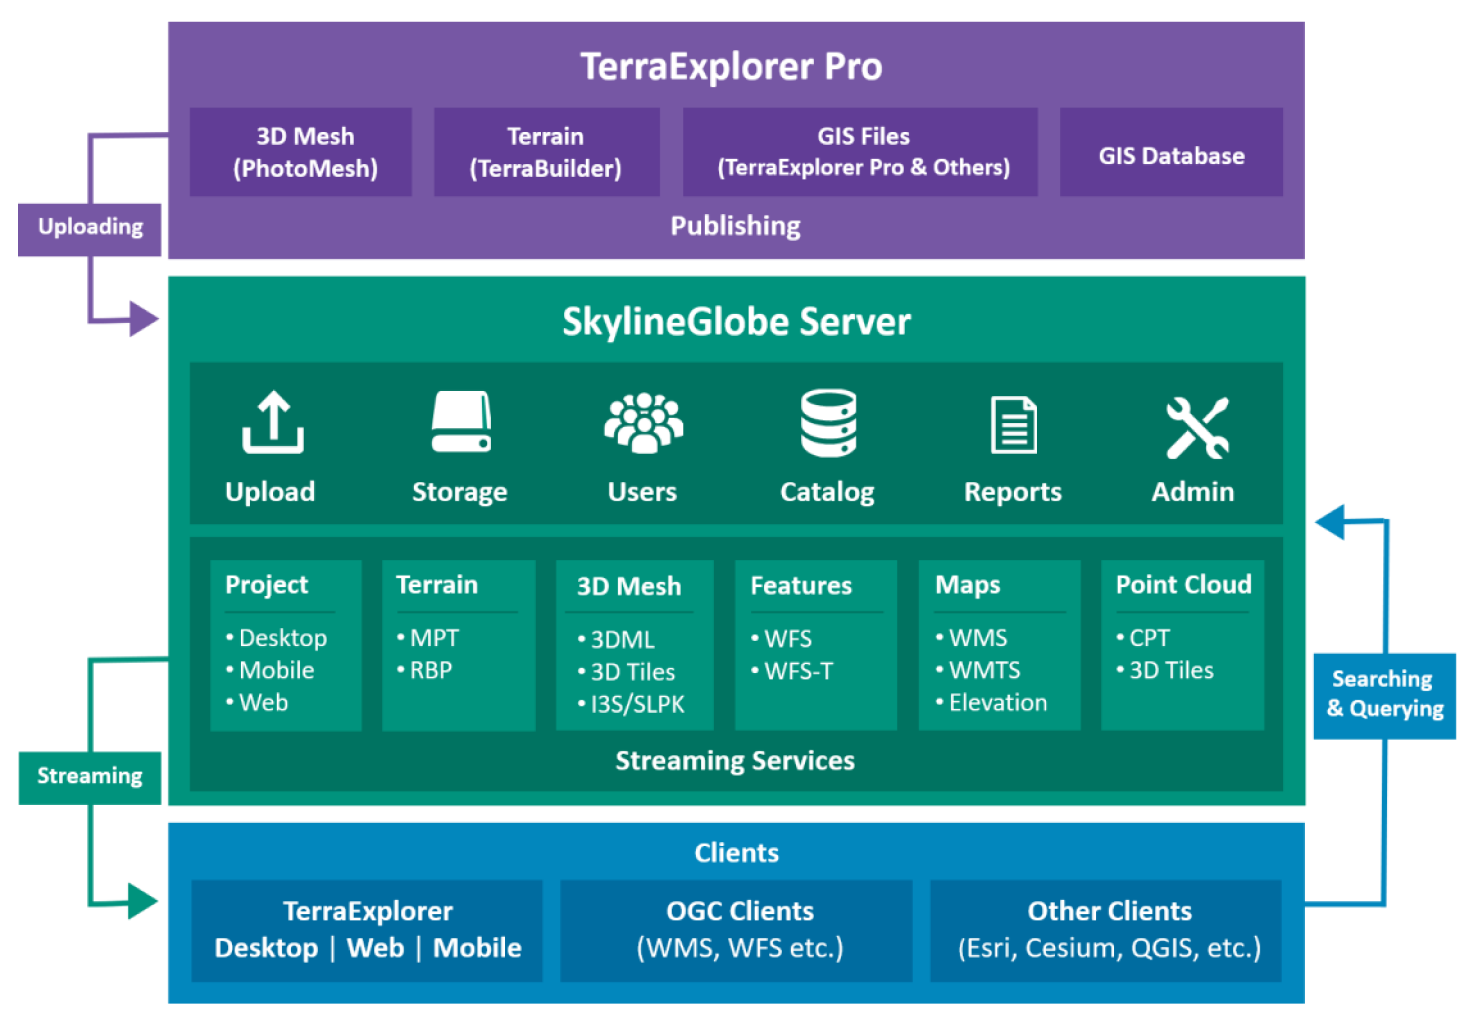 TerraExplorer Pro
3D Mesh
(PhotoMesh)
Terrain
(TerraBuilder)
GIS Files
(TerraExplorer Pro & Others)
GIS Database
Publishing
Uploading
SkylineGlobe Server
Upload
Storage
Users
Catalog
Reports
Admin
Project
• Desktop
• Mobile
• Web
Terrain
• MPT
• RBP
3D Mesh
• 3DML
• 3D Tiles
• I3S/SLPK
Features
• WFS
• WFS-T
Maps
• WMS
• WMTS
• Elevation
Point Cloud
• CPT
• 3D Tiles
Streaming Services
Streaming
Searching
& Querying
Clients
TerraExplorer
Desktop | Web | Mobile
OGC Clients
(WMS, WFS etc.)
Other Clients
(Esri, Cesium, QGIS, etc.)